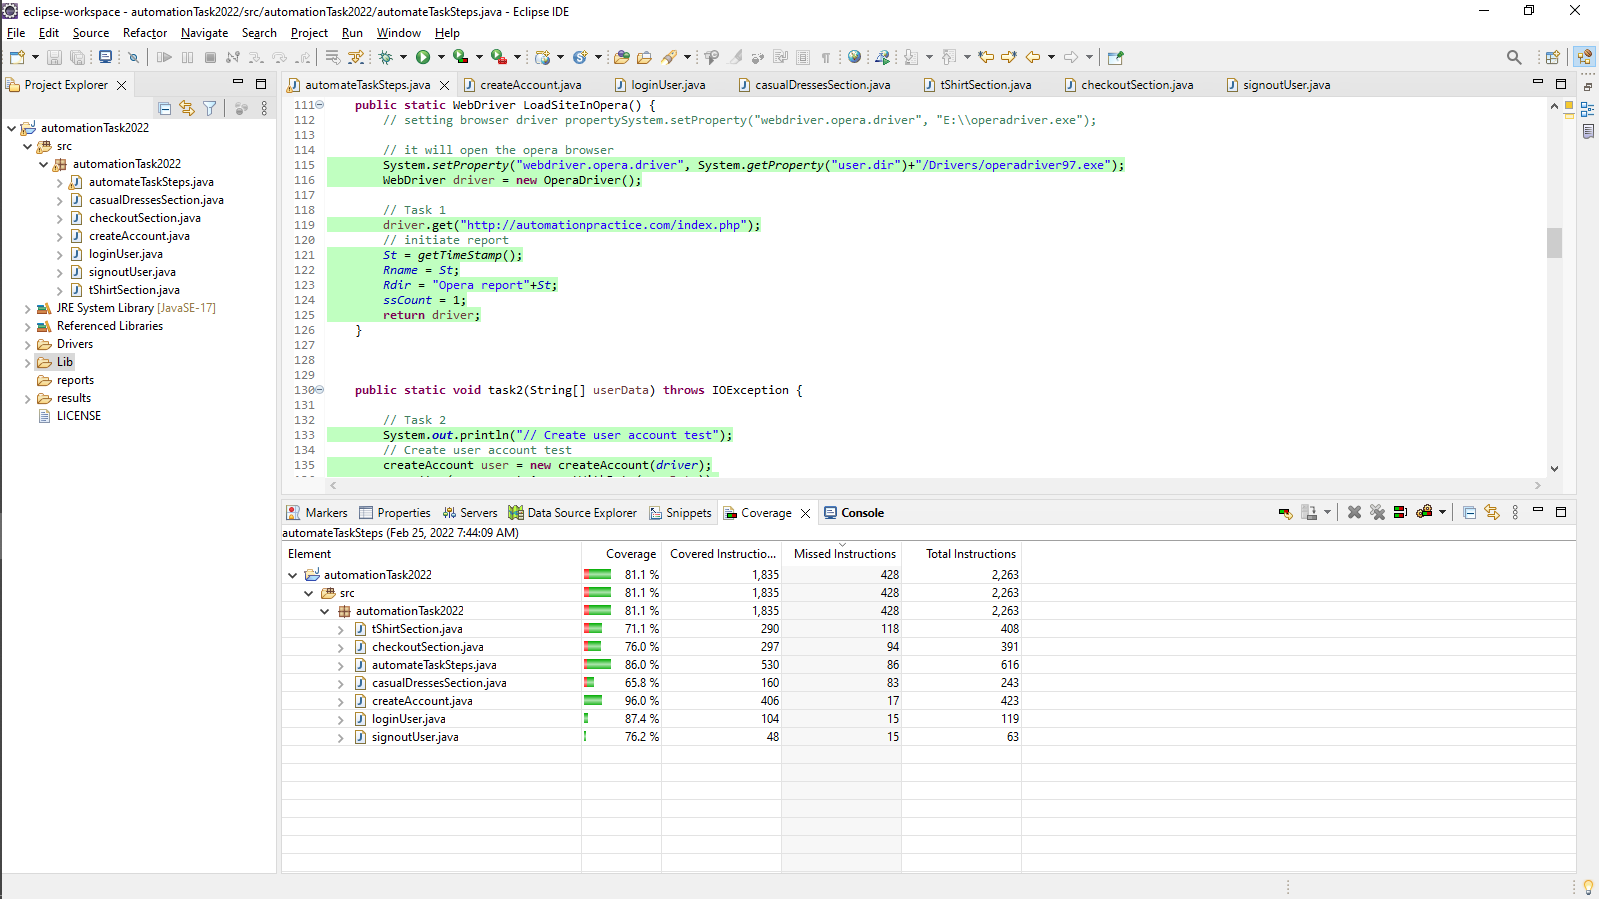 eclipse-workspace - automationTask2022/src/automationTask2022/automateTaskSteps.java - Eclipse IDE
File Edit Source Refactor Navigate Search Project Run Window Help
Project Explorer
automationTask2022
src
automationTask2022
automateTaskSteps.java
casualDressesSection.java
checkoutSection.java
createAccount.java
loginUser.java
signoutUser.java
tShirtSection.java
JRE System Library [JavaSE-17]
Referenced Libraries
Drivers
Lib
reports
results
LICENSE
automateTaskSteps.java createAccount.java loginUser.java casualDressesSection.java tShirtSection.java checkoutSection.java signoutUser.java
111 public static WebDriver LoadSiteInOpera() {
112 // setting browser driver propertySystem.setProperty("webdriver.opera.driver", "E:\\operadriver.exe");
113
114 // it will open the opera browser
115 System.setProperty("webdriver.opera.driver", System.getProperty("user.dir")+"/Drivers/operadriver97.exe");
116 WebDriver driver = new OperaDriver();
117
118 // Task 1
119 driver.get("http://automationpractice.com/index.php");
120 // initiate report
121 St = getTimeStamp();
122 Rname = St;
123 Rdir = "Opera report"+St;
124 ssCount = 1;
125 return driver;
126 }
127
128
129
130 public static void task2(String[] userData) throws IOException {
131
132 // Task 2
133 System.out.println("// Create user account test");
134 // Create user account test
135 createAccount user = new createAccount(driver);
Markers Properties Servers Data Source Explorer Snippets Coverage Console
automateTaskSteps (Feb 25, 2022 7:44:09 AM)
Element Coverage Covered Instructio... Missed Instructions Total Instructions
automationTask2022 81.1 % 1,835 428 2,263
src 81.1 % 1,835 428 2,263
automationTask2022 81.1 % 1,835 428 2,263
tShirtSection.java 71.1 % 290 118 408
checkoutSection.java 76.0 % 297 94 391
automateTaskSteps.java 86.0 % 530 86 616
casualDressesSection.java 65.8 % 160 83 243
createAccount.java 96.0 % 406 17 423
loginUser.java 87.4 % 104 15 119
signoutUser.java 76.2 % 48 15 63